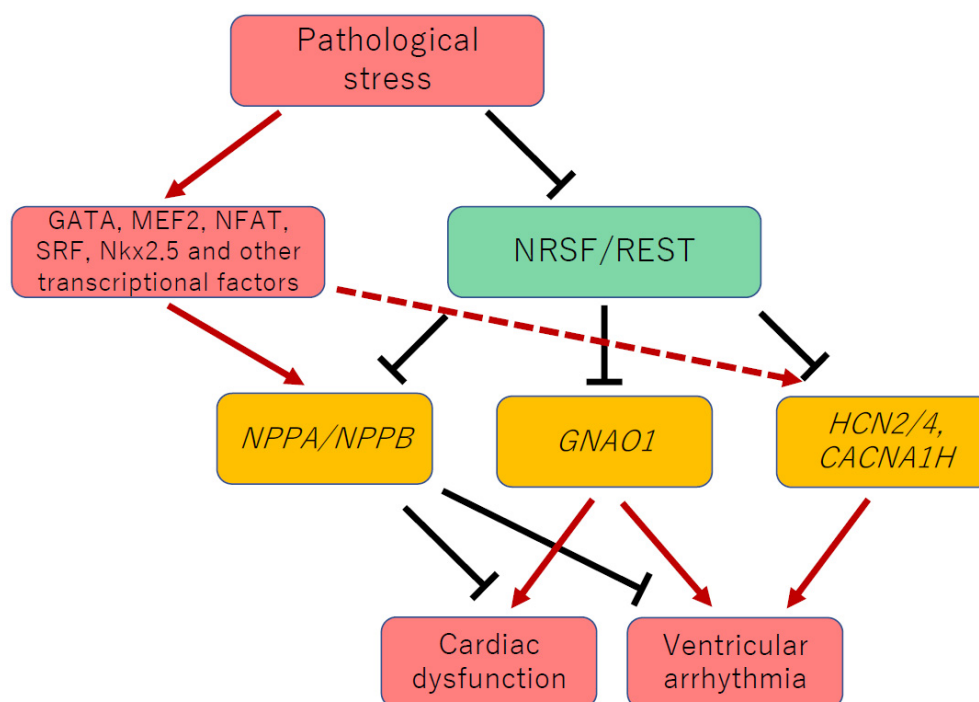 Pathological
stress
GATA, MEF2, NFAT,
SRF, Nkx2.5 and other
transcriptional factors
NRSF/REST
NPPA/NPPB
GNAO1
HCN2/4,
CACNA1H
Cardiac
dysfunction
Ventricular
arrhythmia